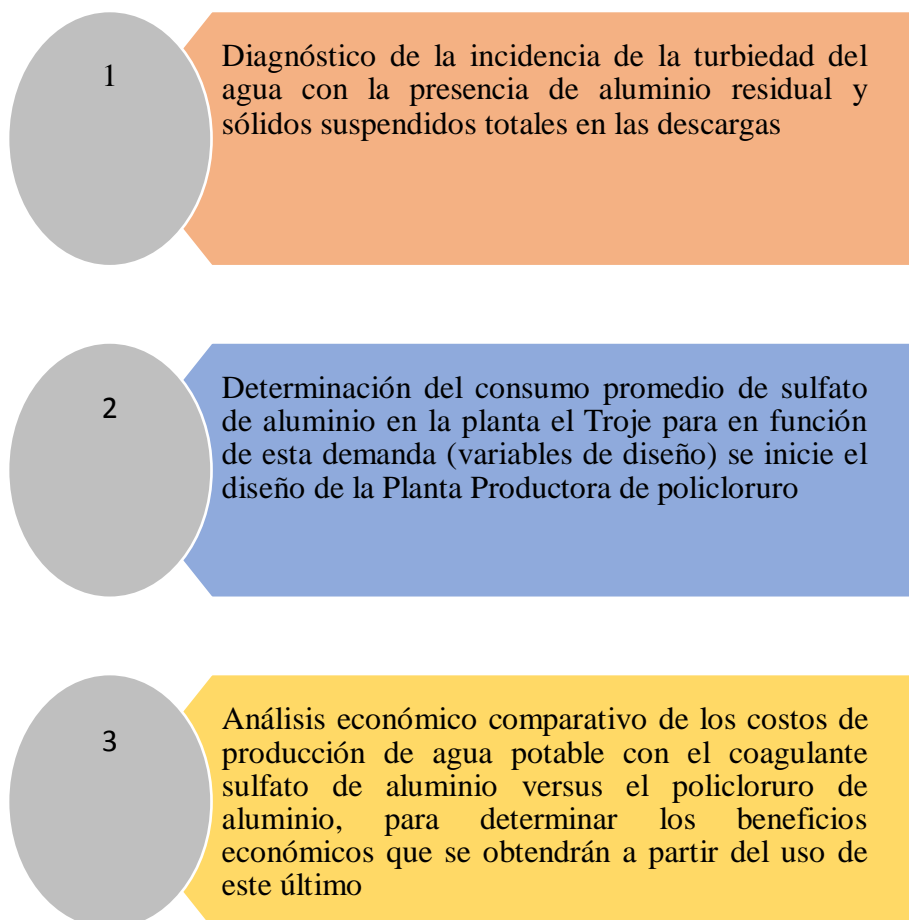 1
Diagnóstico de la incidencia de la turbiedad del
agua con la presencia de aluminio residual y
sólidos suspendidos totales en las descargas
2
Determinación del consumo promedio de sulfato
de aluminio en la planta el Troje para en función
de esta demanda (variables de diseño) se inicie el
diseño de la Planta Productora de policloruro
3
Análisis económico comparativo de los costos de
producción de agua potable con el coagulante
sulfato de aluminio versus el policloruro de
aluminio, para determinar los beneficios
económicos que se obtendrán a partir del uso de
este último